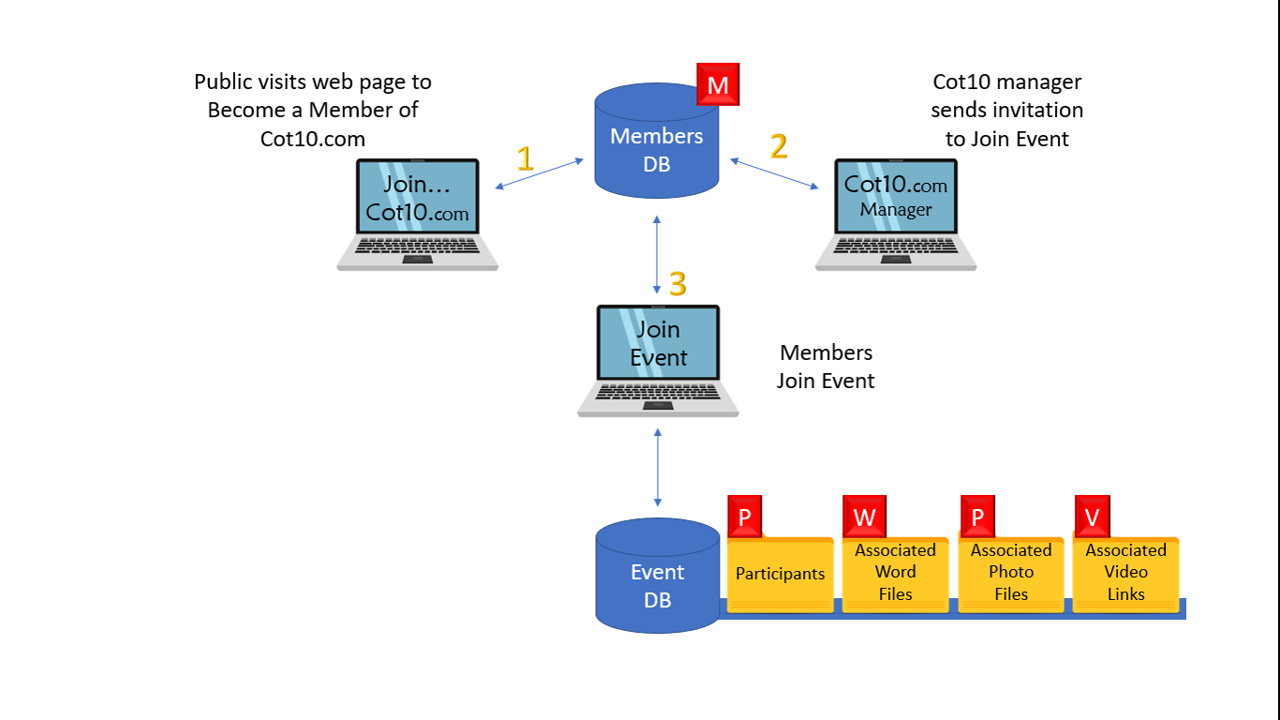 Public visits web page to
Become a Member of
Cot10.com
M
Members
DB
Cot10 manager
sends invitation
to Join Event
1
2
Join...
Cot10.com
Cot10.com
Manager
3
Join
Event
Members
Join Event
P
W
P
V
Event
DB
Participants
Associated
Word
Files
Associated
Photo
Files
Associated
Video
Links